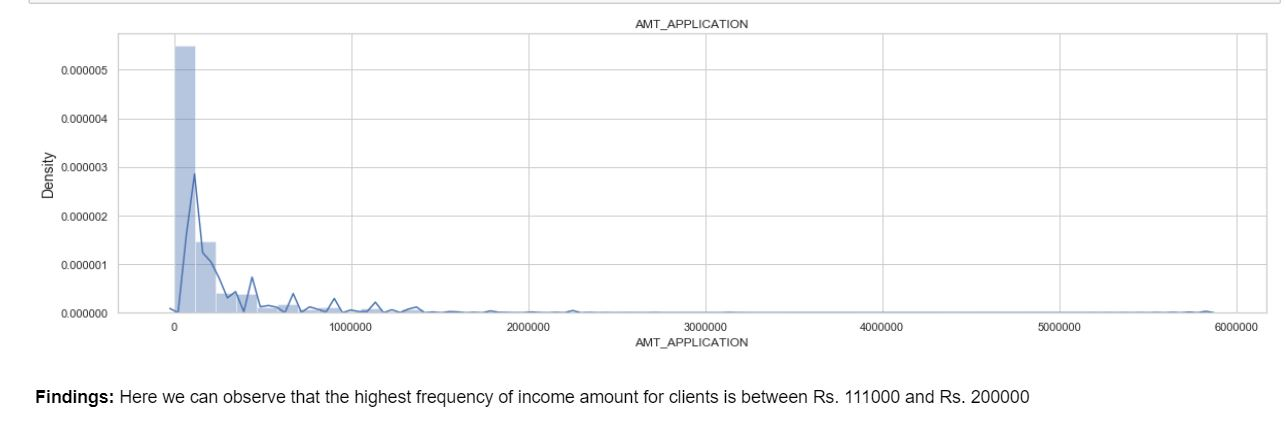 AMT_APPLICATION
0.000005
0.000004
0.000003
0.000002
0.000001
0.000000
Density
0 1000000 2000000 3000000 4000000 5000000 6000000
AMT_APPLICATION
Findings: Here we can observe that the highest frequency of income amount for clients is between Rs. 111000 and Rs. 200000